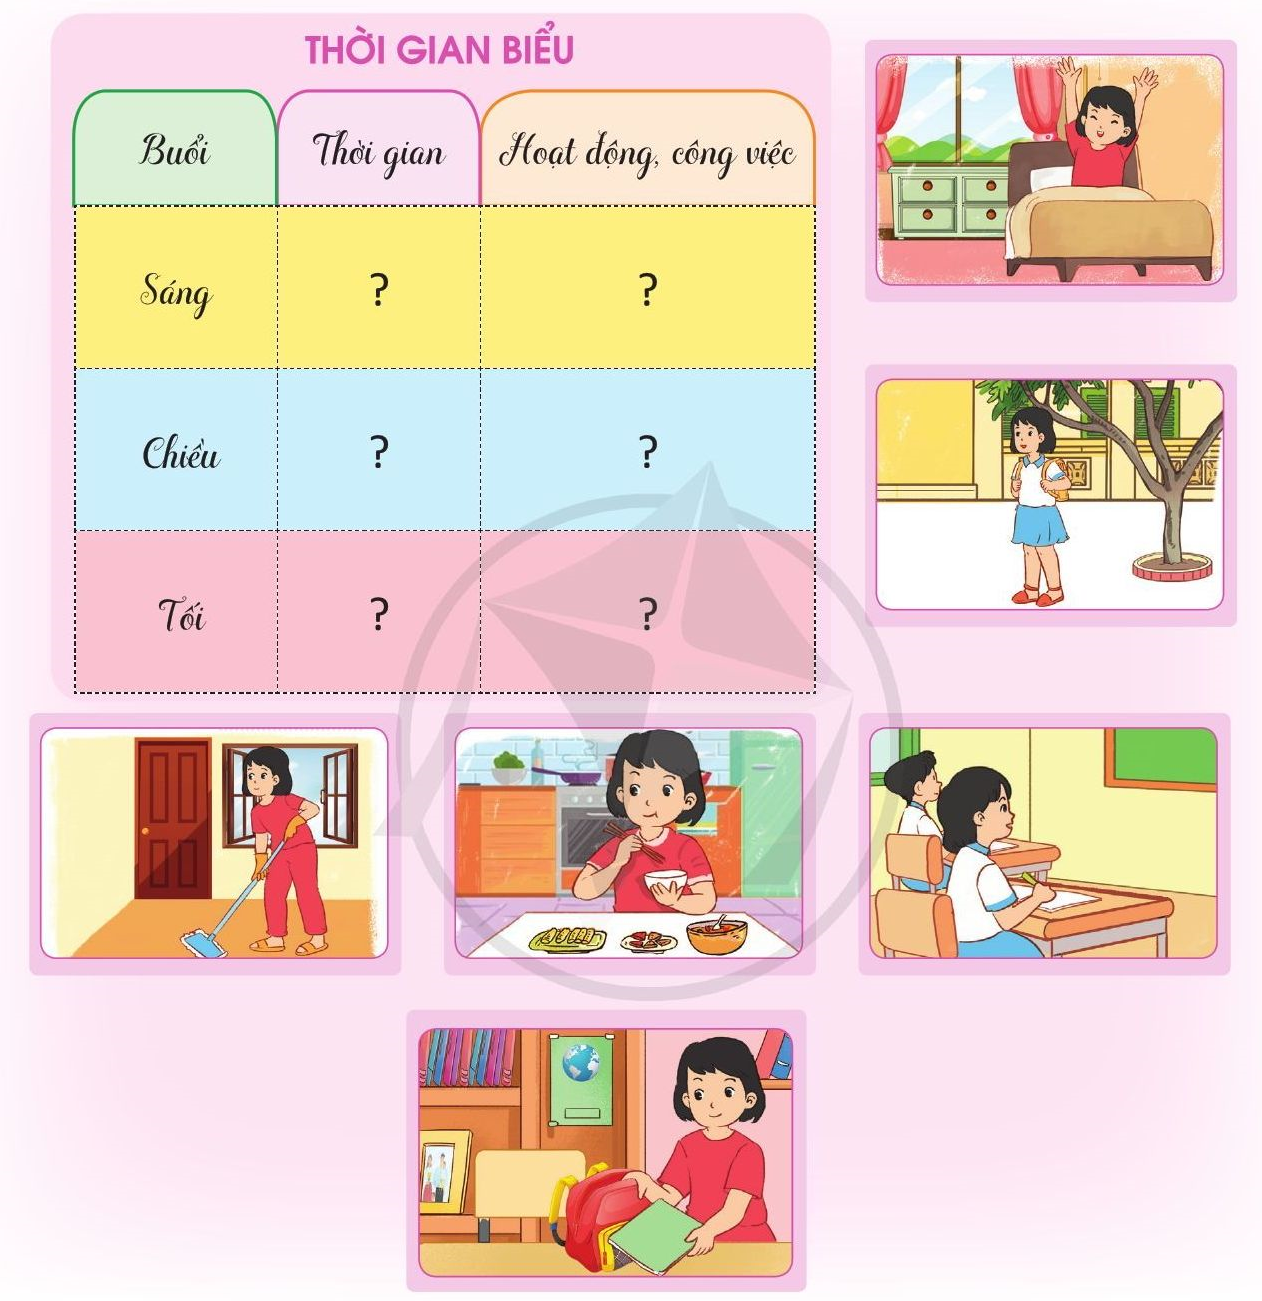 THỜI GIAN BIỂU
Buổi Thời gian Hoạt động, công việc
Sáng ? ?
Chiều ? ?
Tối ? ?